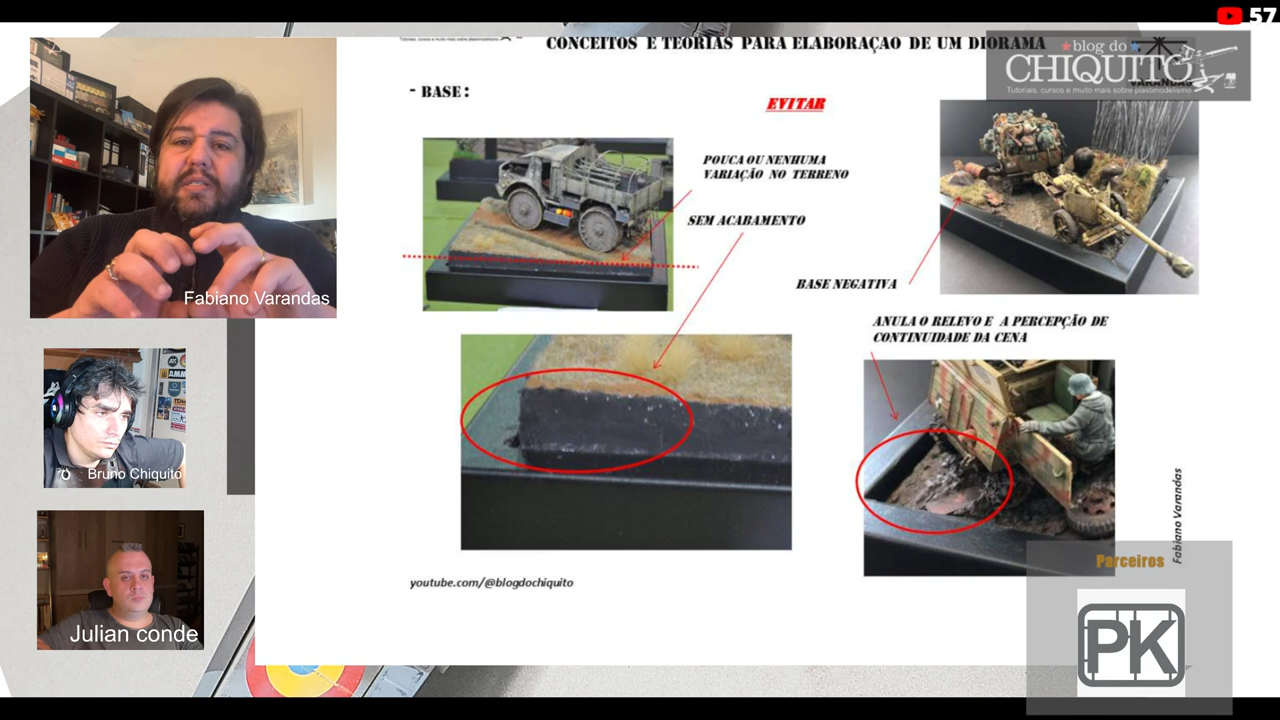 57
CONCEITOS E TEORIAS PARA ELABORAÇAO DE UM DIORAMA
blog do
CHIQUITO
Tutoriais, cursos e muito mais sobre plastimodelismo
VARANDAS
- BASE:
EVITAR
POUCA OU NENHUMA
VARIAÇÃO NO TERRENO
SEM ACABAMENTO
BASE NEGATIVA
ANULA O RELEVO E A PERCEPÇÃO DE
CONTINUIDADE DA CENA
Fabiano Varandas
Bruno Chiquito
Julian conde
youtube.com/@blogdochiquito
Fabiano Varandas
Parceiros
PK